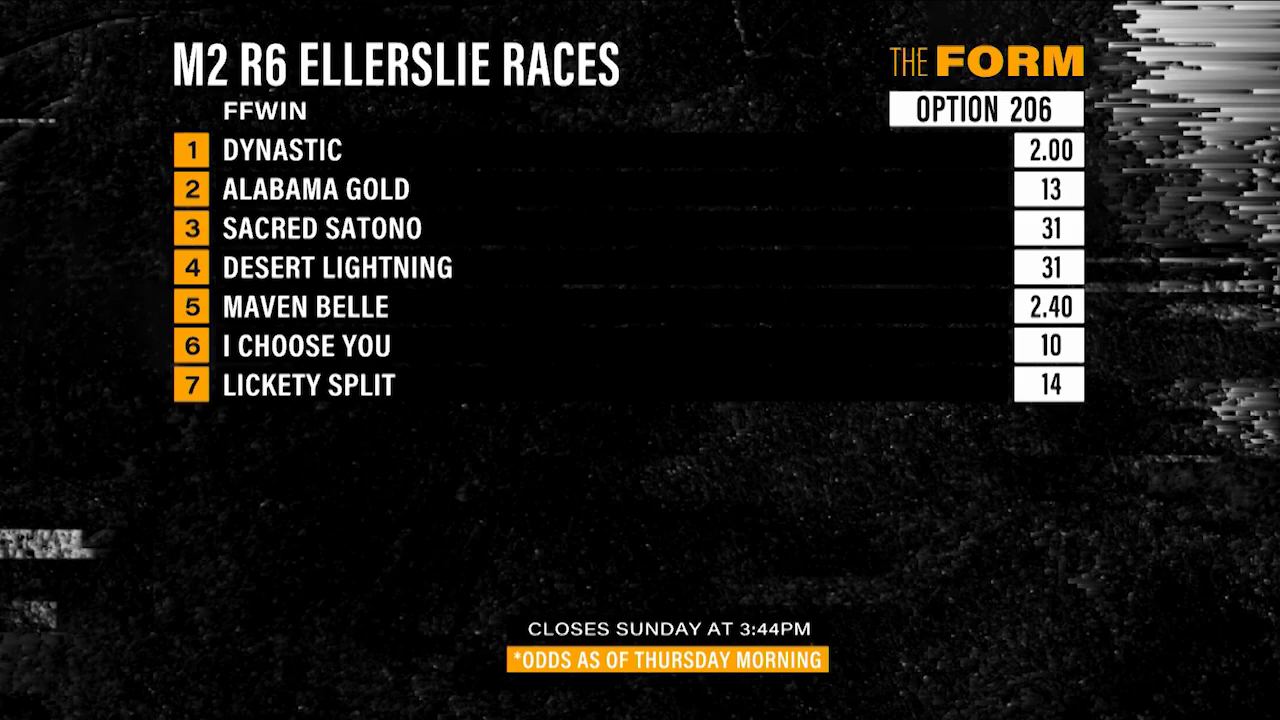 M2 R6 ELLERSLIE RACES
THE FORM
FFWIN
OPTION 206
1 DYNASTIC 2.00
2 ALABAMA GOLD 13
3 SACRED SATONO 31
4 DESERT LIGHTNING 31
5 MAVEN BELLE 2.40
6 I CHOOSE YOU 10
7 LICKETY SPLIT 14
CLOSES SUNDAY AT 3:44PM
*ODDS AS OF THURSDAY MORNING